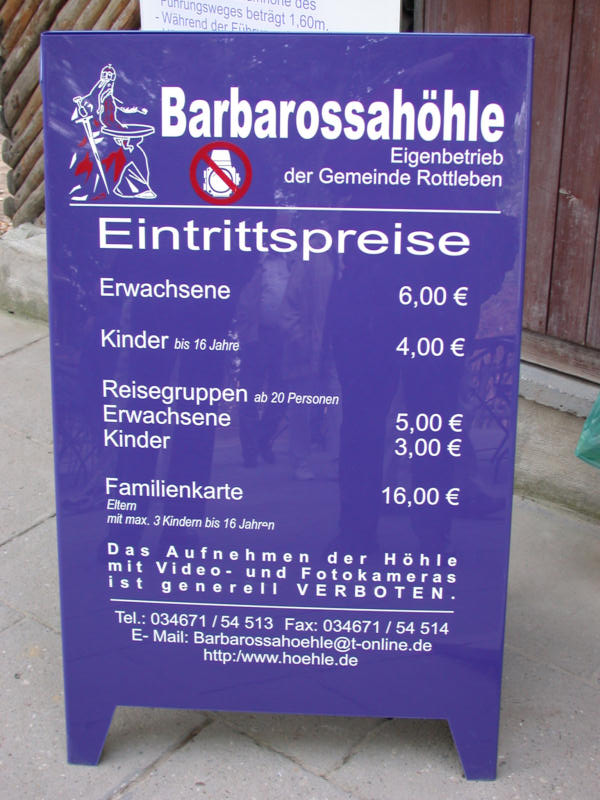 Führungsweges beträgt 1,60m.
- Während der
Barbarossahöhle
Eigenbetrieb
der Gemeinde Rottleben
Eintrittspreise
Erwachsene 6,00 €
Kinder bis 16 Jahre 4,00 €
Reisegruppen ab 20 Personen
Erwachsene 5,00 €
Kinder 3,00 €
Familienkarte 16,00 €
Eltern
mit max. 3 Kindern bis 16 Jahren
Das Aufnehmen der Höhle
mit Video- und Fotokameras
ist generell VERBOTEN.
Tel.: 034671 / 54 513 Fax: 034671 / 54 514
E- Mail: Barbarossahoehle@t-online.de
http:/www.hoehle.de